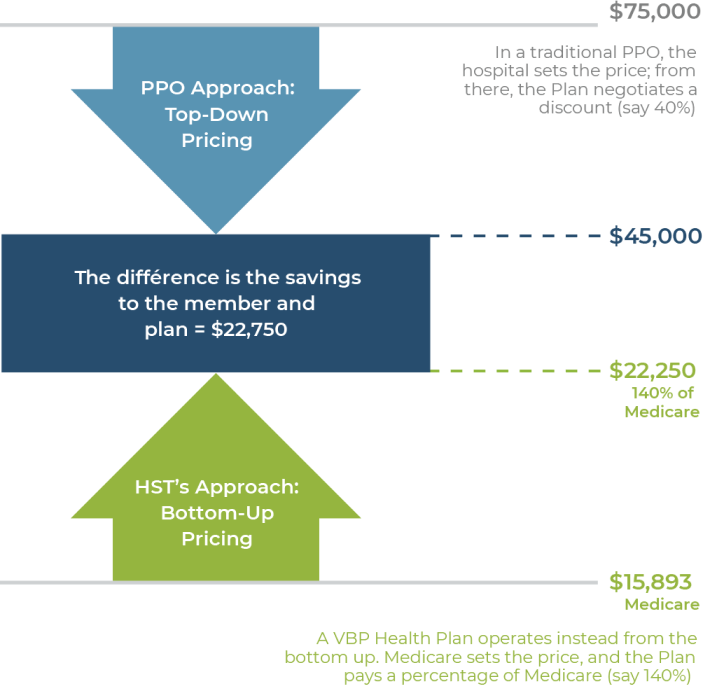 $75,000
In a traditional PPO, the
hospital sets the price; from
there, the Plan negotiates a
discount (say 40%)
PPO Approach:
Top-Down
Pricing
$45,000
The différence is the savings
to the member and
plan = $22,750
$22,250
140% of
Medicare
HST’s Approach:
Bottom-Up
Pricing
$15,893
Medicare
A VBP Health Plan operates instead from the
bottom up. Medicare sets the price, and the Plan
pays a percentage of Medicare (say 140%)